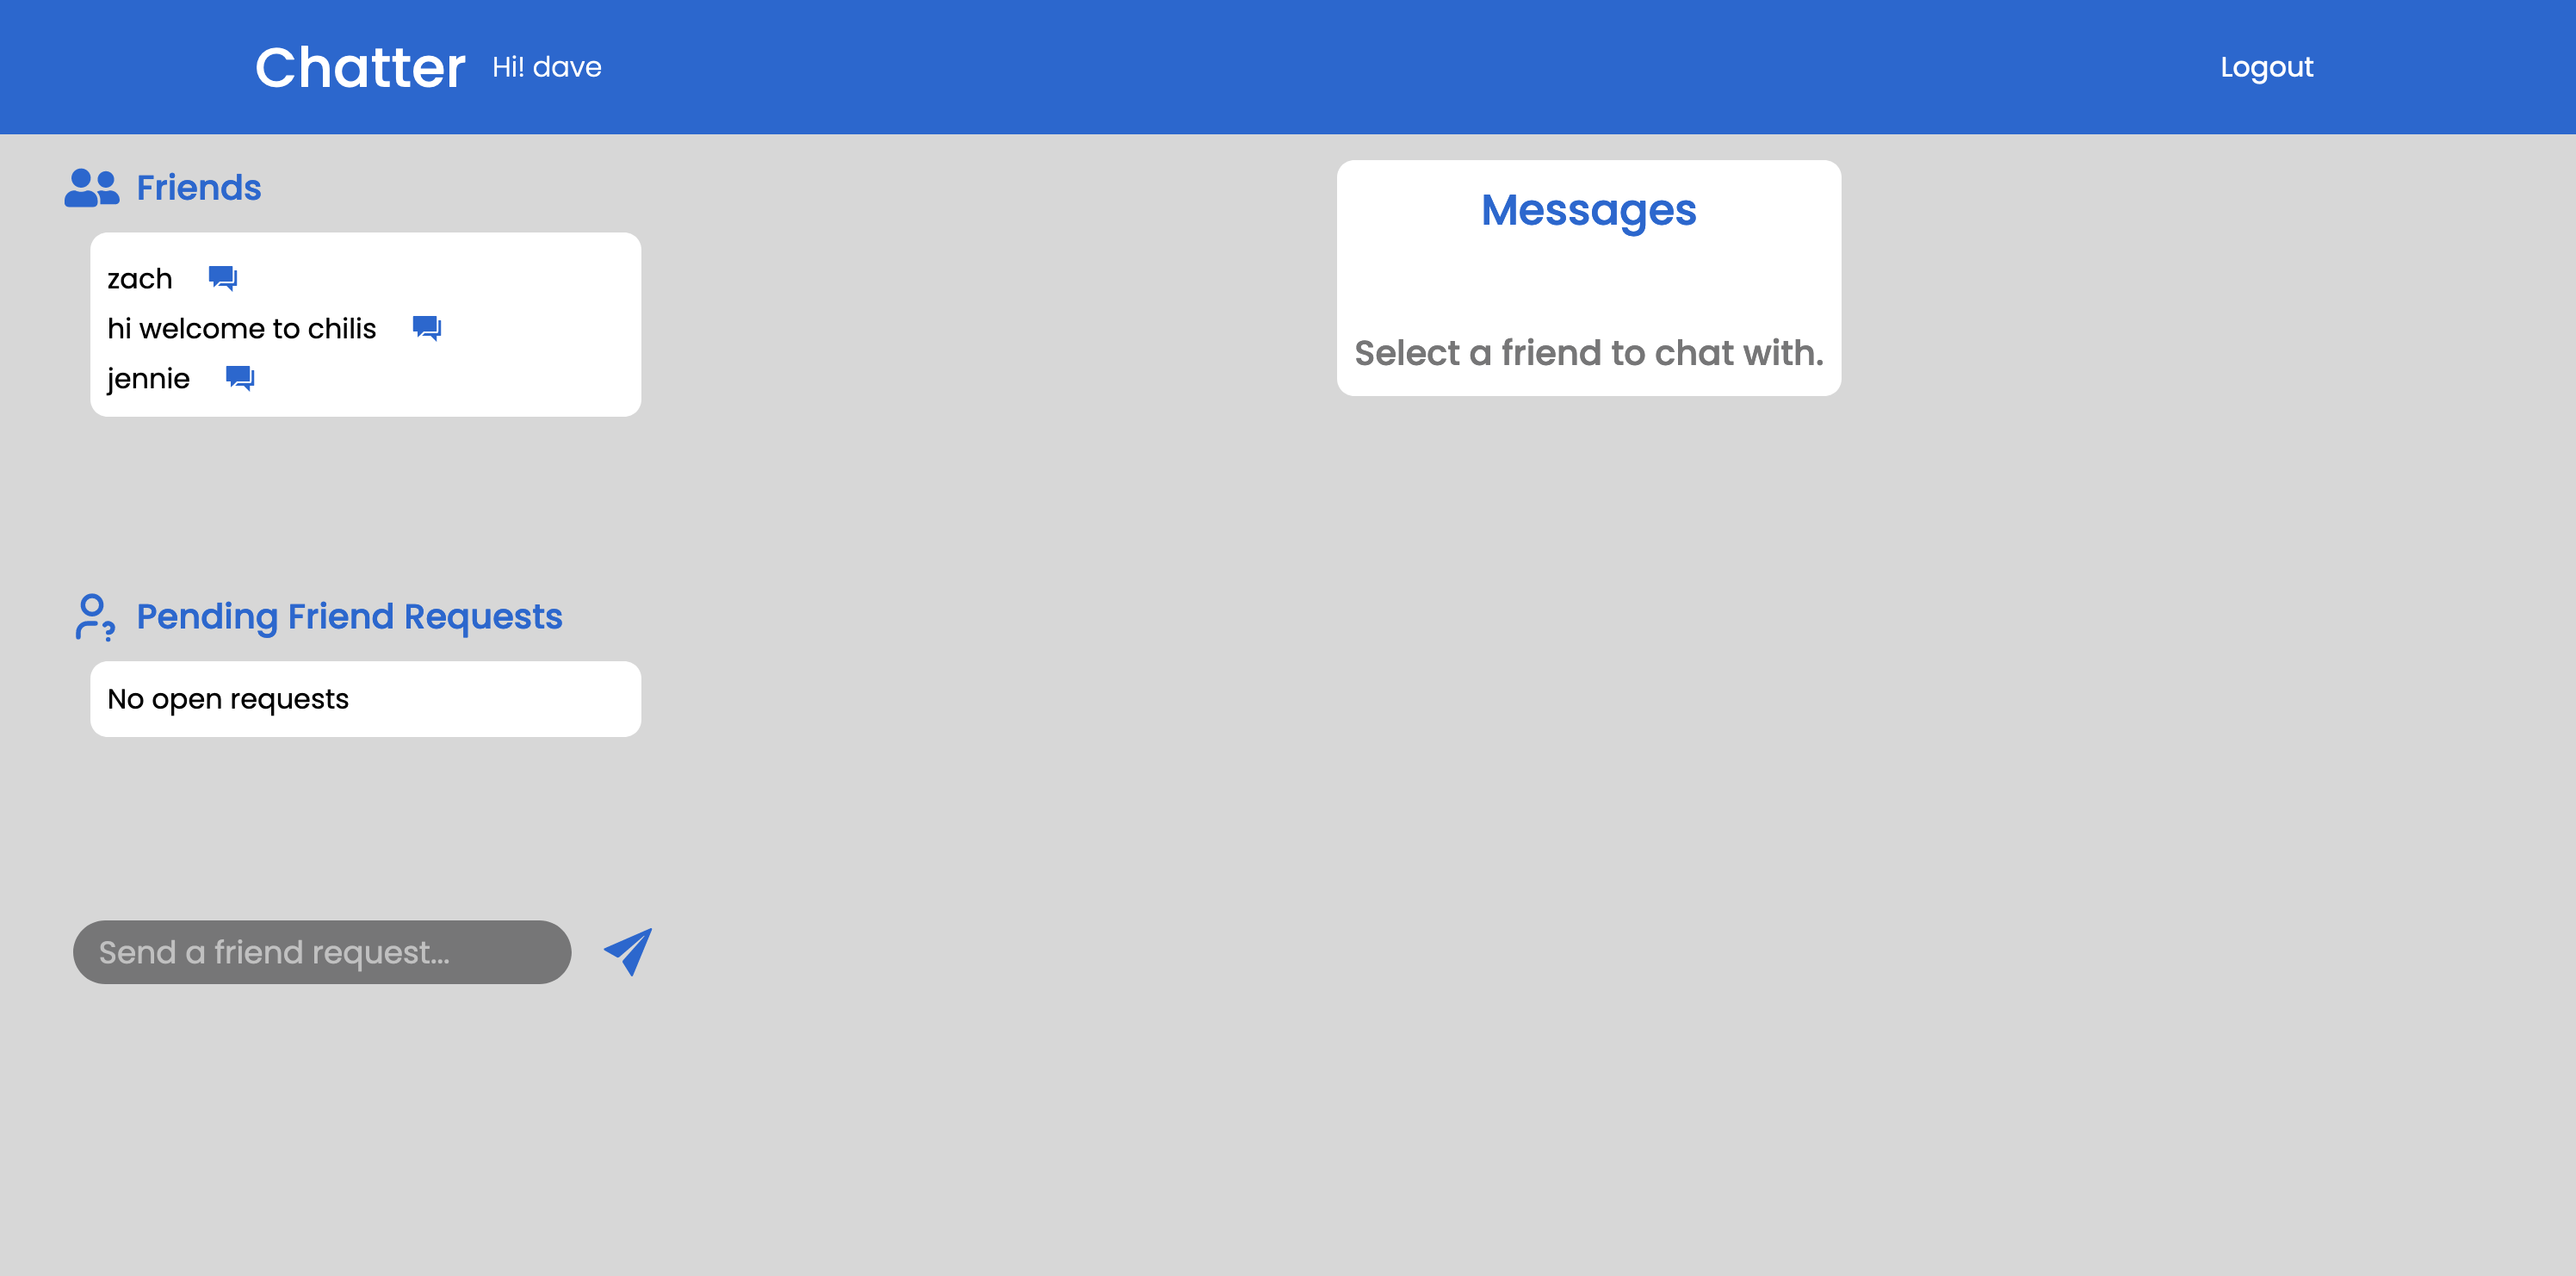 Chatter Hi! dave Logout
Friends
zach
hi welcome to chilis
jennie
Pending Friend Requests
No open requests
Send a friend request...
Messages
Select a friend to chat with.